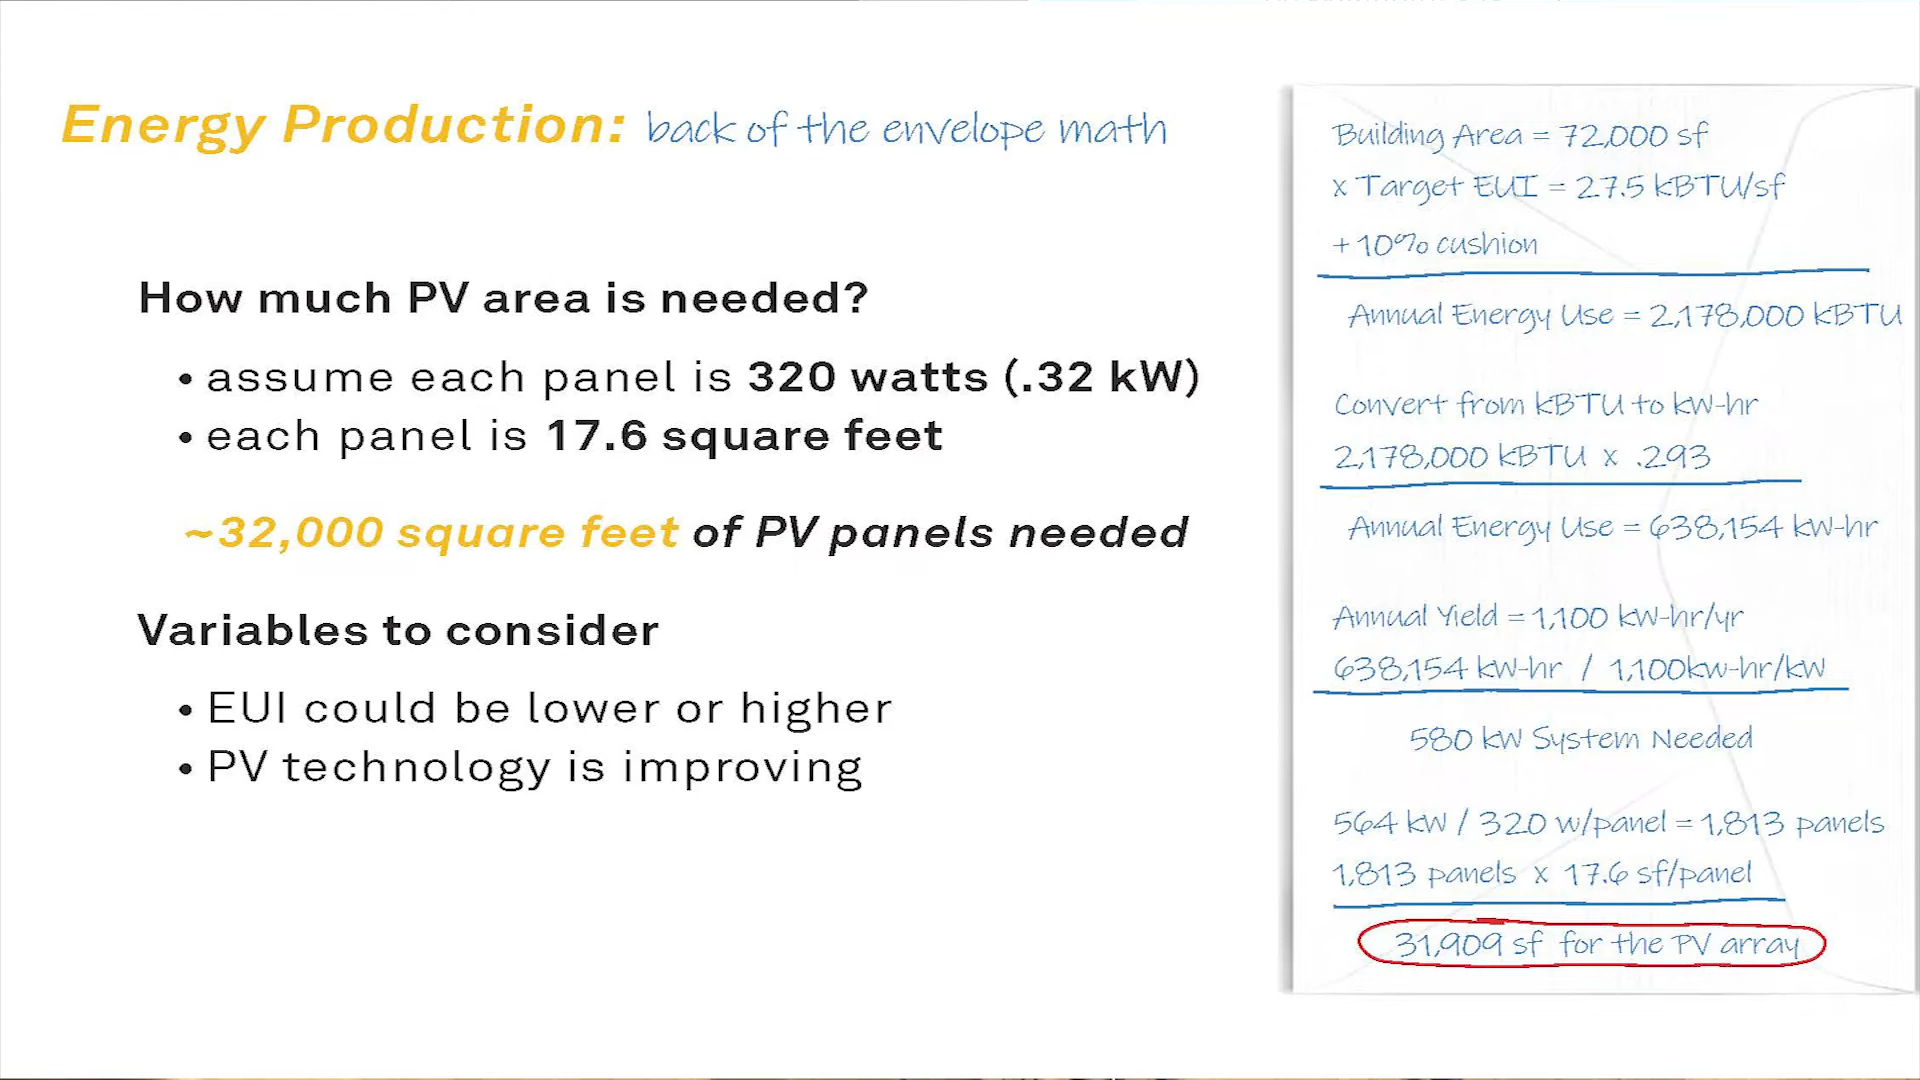 Energy Production: back of the envelope math
How much PV area is needed?
• assume each panel is 320 watts (.32 kW)
• each panel is 17.6 square feet
~32,000 square feet of PV panels needed
Variables to consider
• EUI could be lower or higher
• PV technology is improving
Building Area = 72,000 sf
x Target EUI = 27.5 kBTU/sf
+ 10% cushion
Annual Energy Use = 2,178,000 kBTU
Convert from kBTU to kW-hr
2,178,000 kBTU x .293
Annual Energy Use = 638,154 kW-hr
Annual Yield = 1,100 kW-hr/yr
638,154 kW-hr / 1,100kw-hr/kW
580 kW System Needed
564 kW / 320 w/panel = 1,813 panels
1,813 panels x 17.6 sf/panel
31,909 sf for the PV array